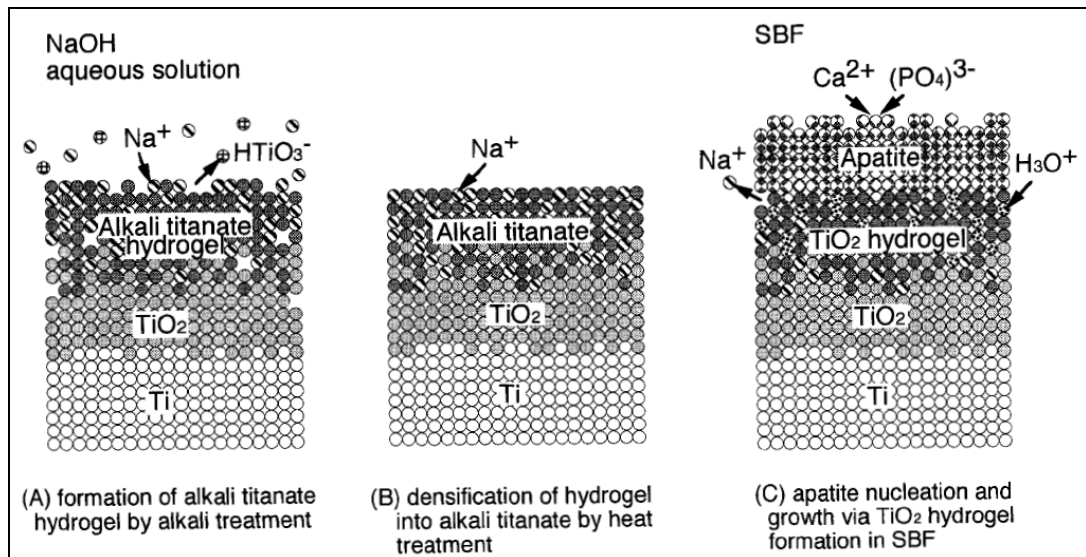 NaOH
aqueous solution
Na⁺
HTiO₃⁻
Alkali titanate
hydrogel
TiO₂
Ti
(A) formation of alkali titanate
hydrogel by alkali treatment
Na⁺
Alkali titanate
TiO₂
Ti
(B) densification of hydrogel
into alkali titanate by heat
treatment
SBF
Ca²⁺ (PO₄)³⁻
Na⁺
Apatite
H₃O⁺
TiO₂ hydrogel
TiO₂
Ti
(C) apatite nucleation and
growth via TiO₂ hydrogel
formation in SBF